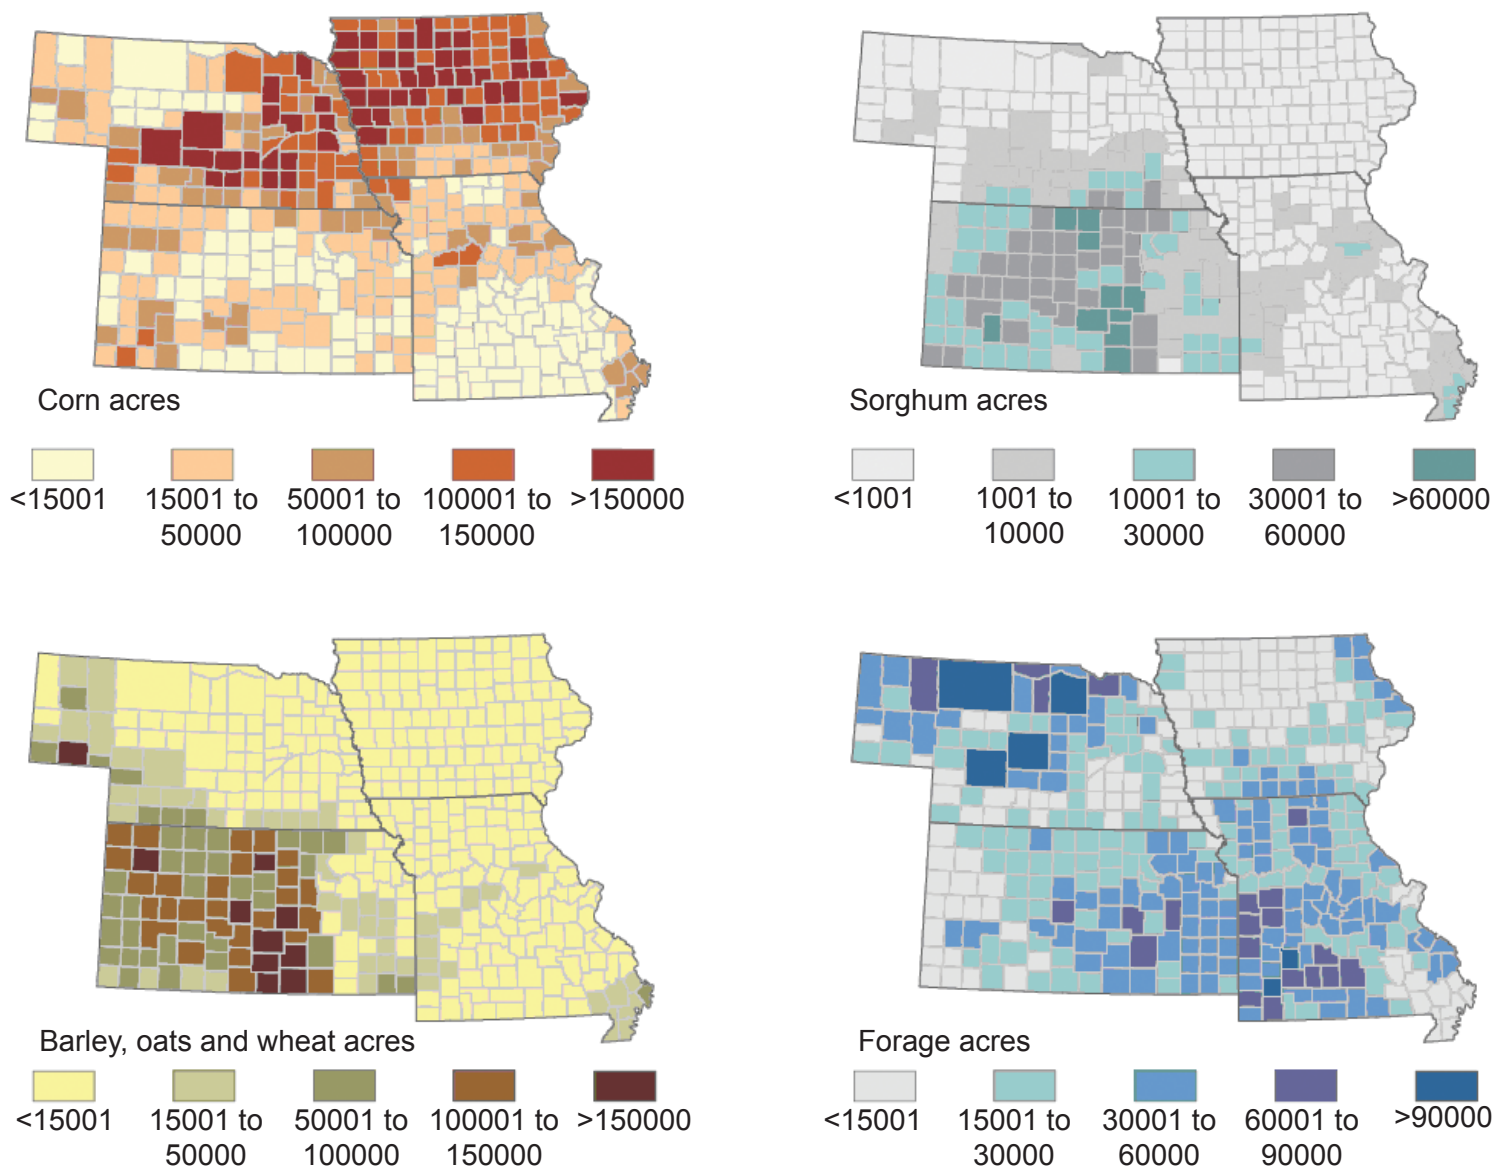 Corn acres
<15001
15001 to
50000
50001 to
100000
100001 to
150000
>150000
Sorghum acres
<1001
1001 to
10000
10001 to
30000
30001 to
60000
>60000
Barley, oats and wheat acres
<15001
15001 to
50000
50001 to
100000
100001 to
150000
>150000
Forage acres
<15001
15001 to
30000
30001 to
60000
60001 to
90000
>90000